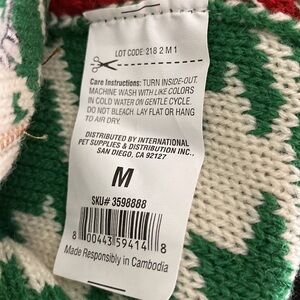 LOT CODE: 218 2 M 1
Care Instructions: TURN INSIDE-OUT.
MACHINE WASH WITH LIKE COLORS
IN COLD WATER ON GENTLE CYCLE.
DO NOT BLEACH. LAY FLAT OR HANG
TO AIR DRY.
DISTRIBUTED BY INTERNATIONAL
PET SUPPLIES & DISTRIBUTION INC.,
SAN DIEGO, CA 92127
M
SKU# 3598888
8 00443 59414 8
Made Responsibly in Cambodia